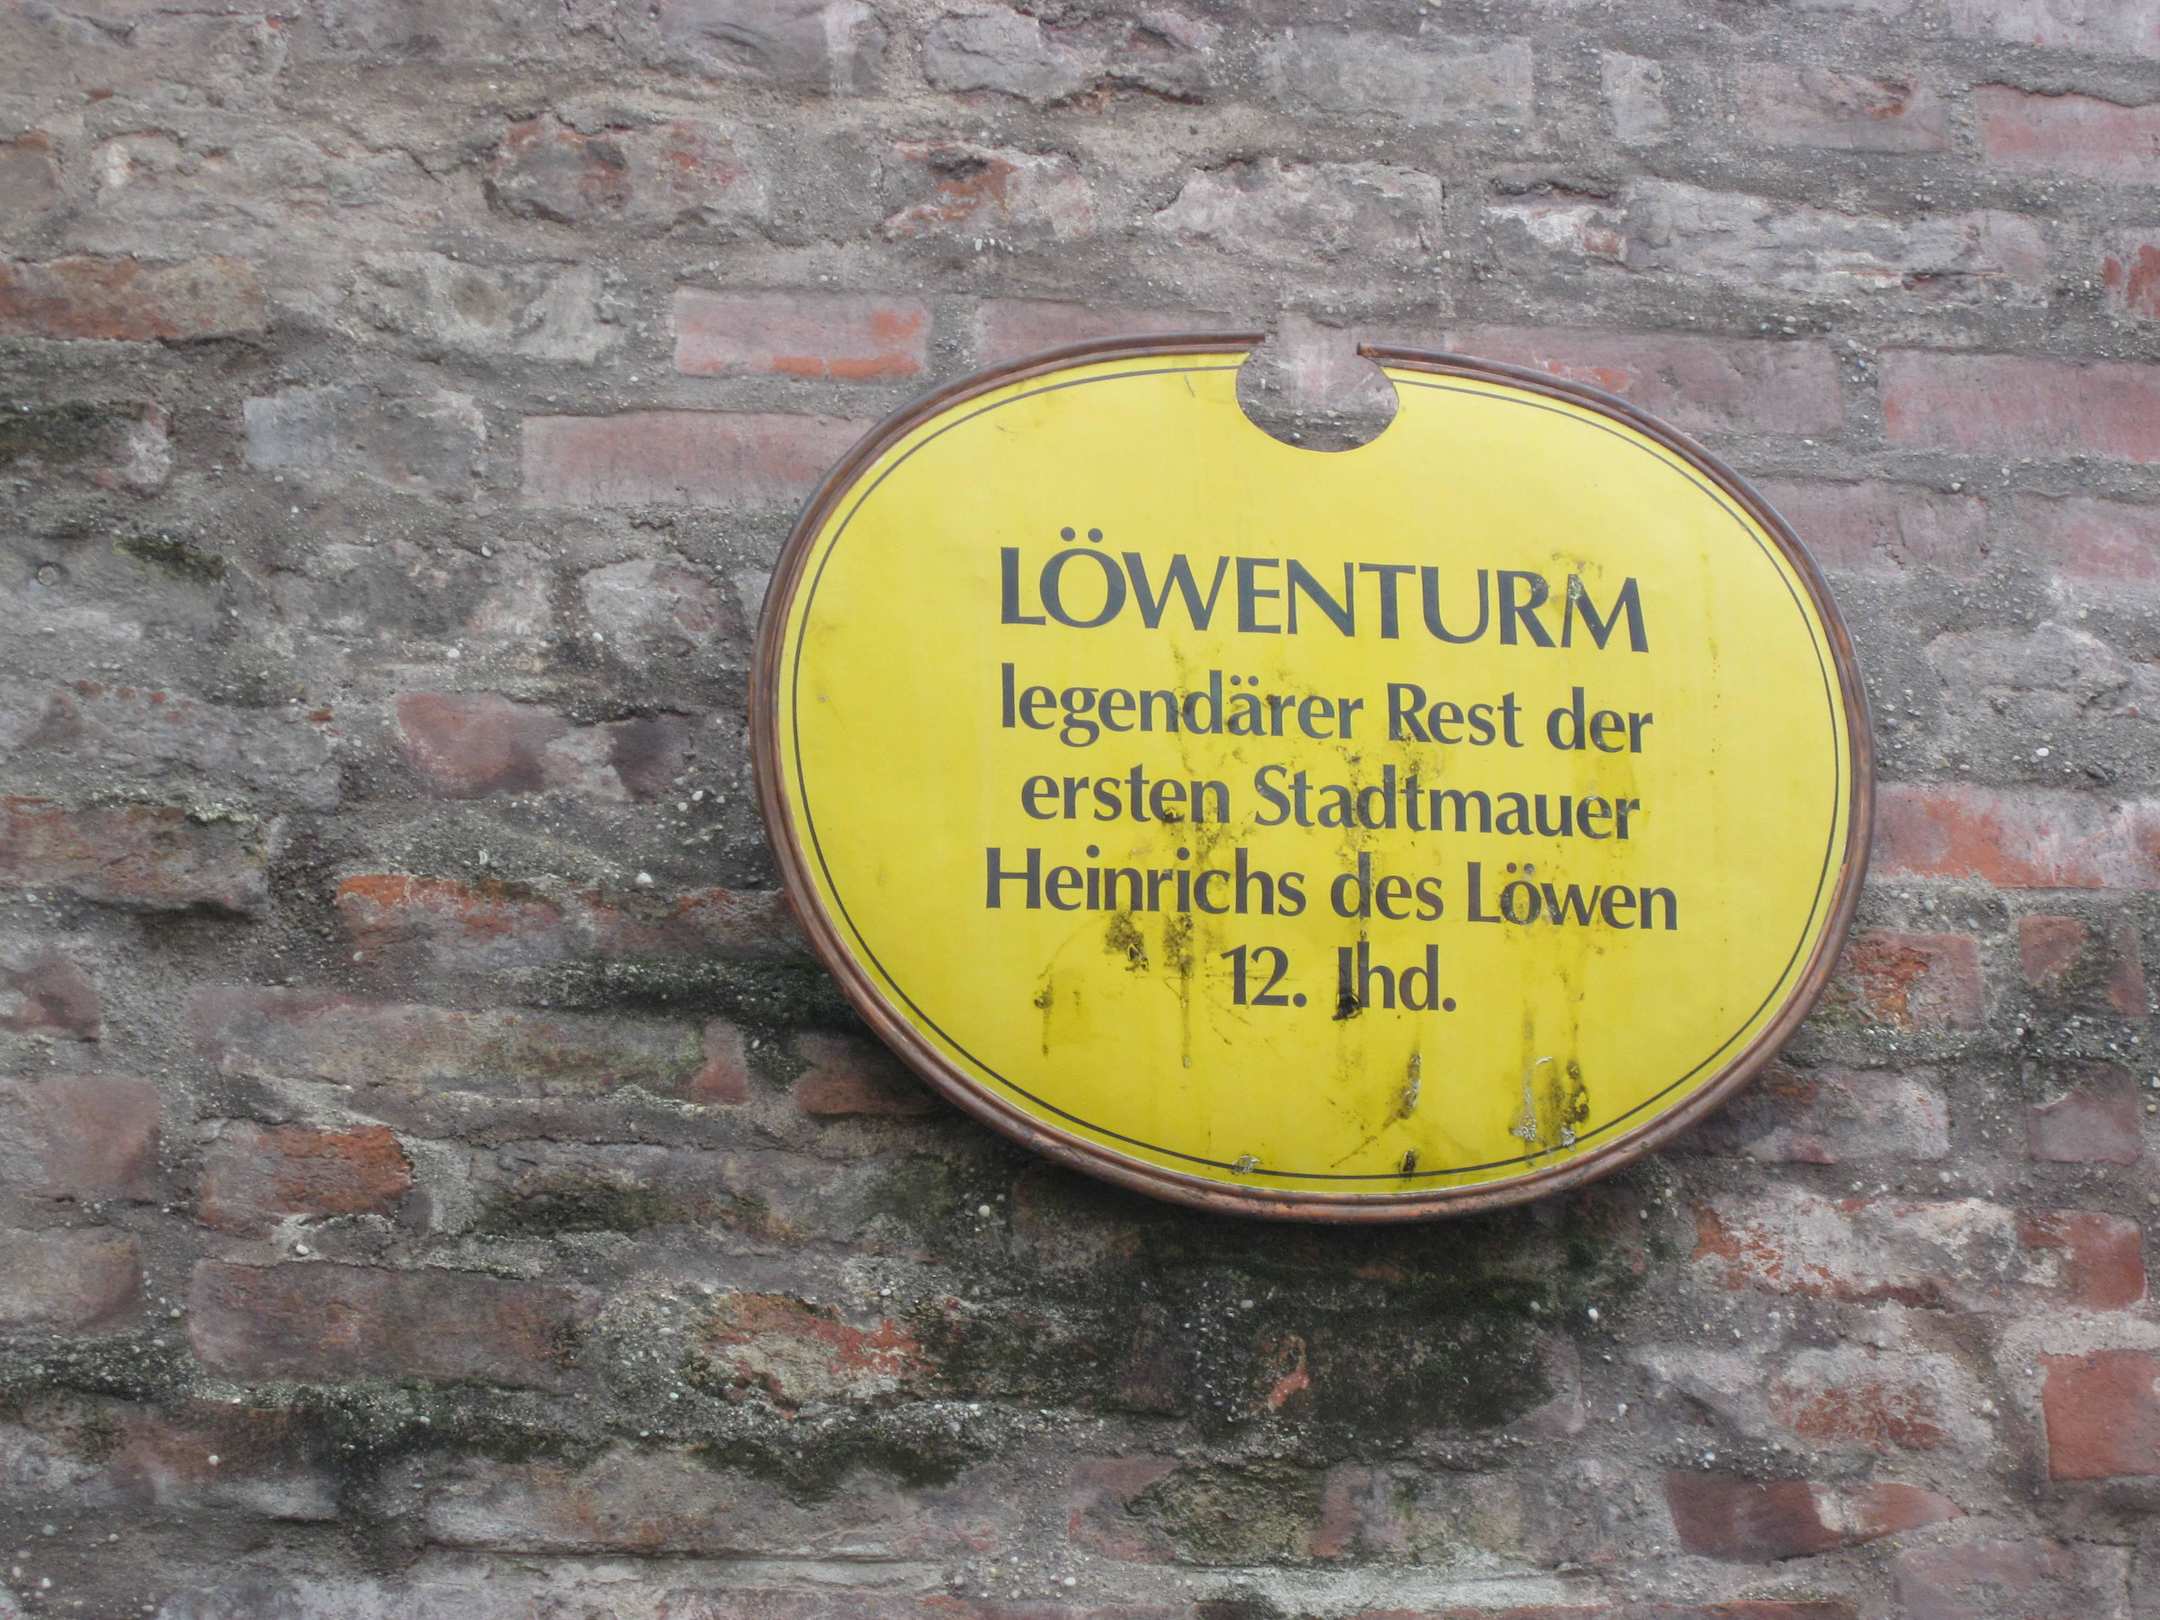 LÖWENTURM
legendärer Rest der
ersten Stadtmauer
Heinrichs des Löwen
12. Jhd.